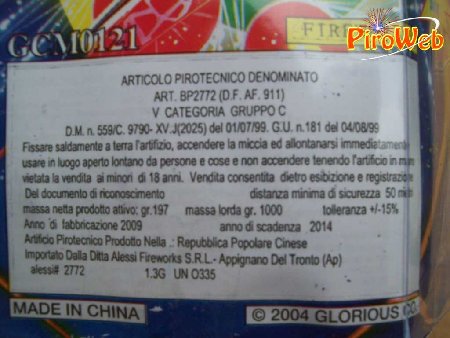 GCM0121
PiroWeb
ARTICOLO PIROTECNICO DENOMINATO
ART. BP2772 (D.F. AF. 911)
V CATEGORIA GRUPPO C
D.M. n. 559/C. 9790- XV.J(2025) del 01/07/99. G.U. n.181 del 04/08/99
Fissare saldamente a terra l'artifizio, accendere la miccia ed allontanarsi immediatamente
usare in luogo aperto lontano da persone e cose e non accendere tenendo l'artificio in
vietata la vendita ai minori di 18 anni. Vendita consentita dietro esibizione e registrazione
Del documento di riconoscimento distanza minima di sicurezza 50
massa netta prodotto attivo: gr.197 massa lorda gr. 1000 tolleranza +/-15%
Anno di fabbricazione 2009 anno di scadenza 2014
Artificio Pirotecnico Prodotto Nella .: Repubblica Popolare Cinese
Importato Dalla Ditta Alessi Fireworks S.R.L.- Appignano Del Tronto (Ap)
alessi# 2772 1.3G UN O335
MADE IN CHINA © 2004 GLORIOUS CO.